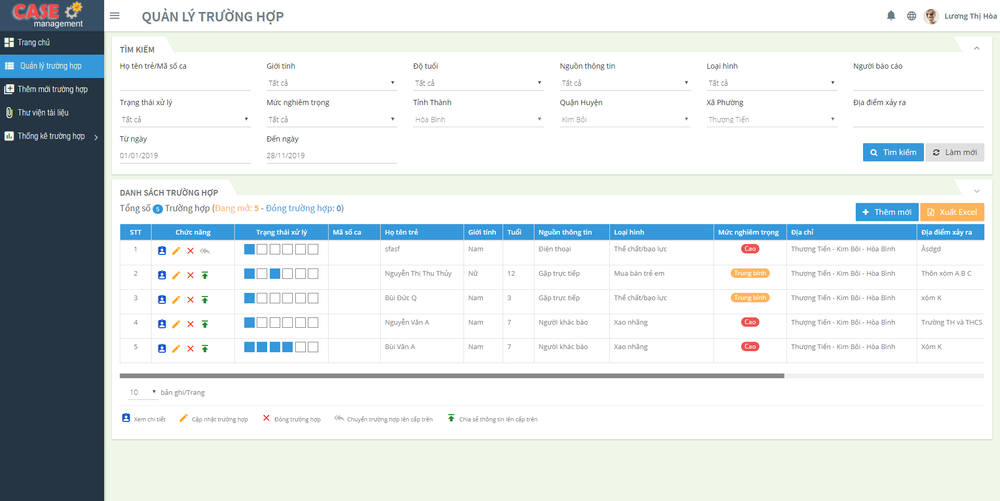 CASE
management
QUẢN LÝ TRƯỜNG HỢP
Lương Thị Hòa
Trang chủ
Quản lý trường hợp
Thêm mới trường hợp
Thư viện tài liệu
Thống kê trường hợp
TÌM KIẾM
Họ tên trẻ/Mã số ca Giới tính Độ tuổi Nguồn thông tin Loại hình Người báo cáo
Tất cả Tất cả Tất cả Tất cả
Trạng thái xử lý Mức nghiêm trọng Tỉnh Thành Quận Huyện Xã Phường Địa điểm xảy ra
Tất cả Tất cả Hòa Bình Kim Bôi Thượng Tiến
Từ ngày Đến ngày
01/01/2019 28/11/2019 Tìm kiếm Làm mới
DANH SÁCH TRƯỜNG HỢP
Tổng số 5 Trường hợp (Đang mở: 5 - Đóng trường hợp: 0)
Thêm mới Xuất Excel
STT Chức năng Trạng thái xử lý Mã số ca Họ tên trẻ Giới tính Tuổi Nguồn thông tin Loại hình Mức nghiêm trọng Địa chỉ Địa điểm xảy ra
1 sfasf Nam Điện thoại Thể chất/bạo lực Cao Thượng Tiến - Kim Bôi - Hòa Bình Âsdgd
2 Nguyễn Thị Thu Thủy Nữ 12 Gặp trực tiếp Mua bán trẻ em Trung bình Thượng Tiến - Kim Bôi - Hòa Bình Thôn xóm A B C
3 Bùi Đức Q Nam 3 Gặp trực tiếp Thể chất/bạo lực Trung bình Thượng Tiến - Kim Bôi - Hòa Bình xóm K
4 Nguyễn Văn A Nam 7 Người khác báo Xao nhãng Cao Thượng Tiến - Kim Bôi - Hòa Bình Trường TH và THCS
5 Bùi Văn A Nam 7 Người khác báo Xao nhãng Cao Thượng Tiến - Kim Bôi - Hòa Bình Xóm K
10 bản ghi/Trang
Xem chi tiết Cập nhật trường hợp Đóng trường hợp Chuyển trường hợp lên cấp trên Chia sẻ thông tin lên cấp trên